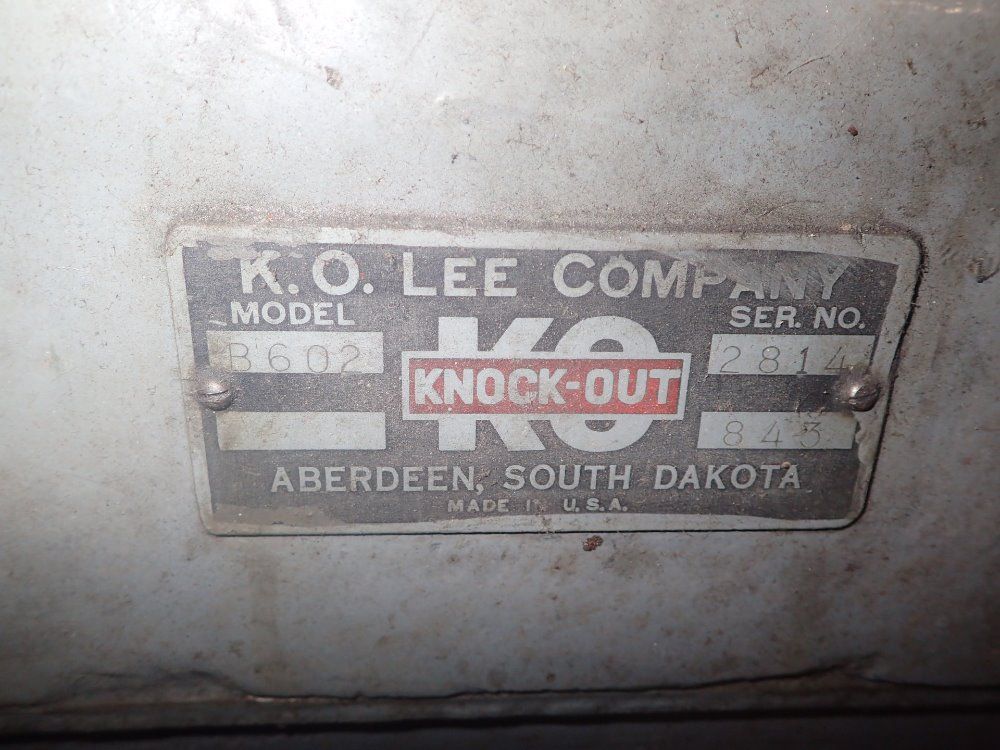 K. O. LEE COMPANY
MODEL SER. NO.
B602 KO 2814
KNOCK-OUT
843
ABERDEEN, SOUTH DAKOTA
MADE IN U.S.A.